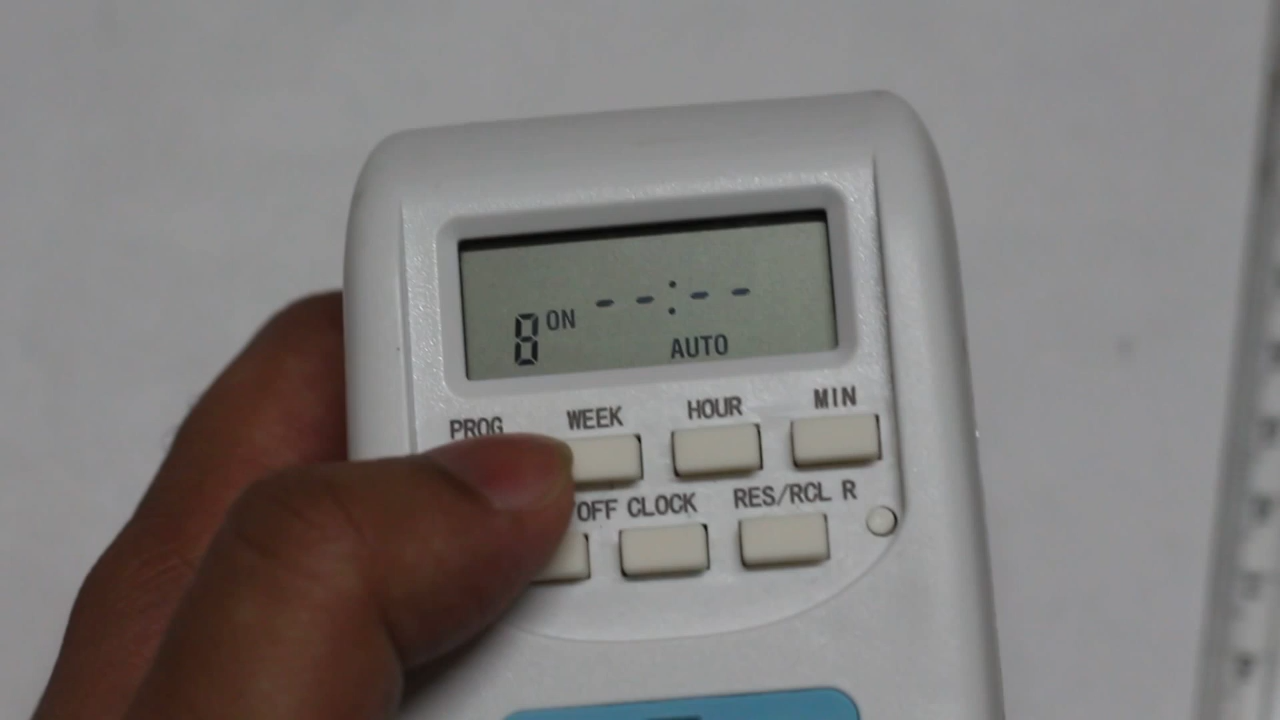 8 ON --:--
AUTO
PROG WEEK HOUR MIN
/OFF CLOCK RES/RCL R